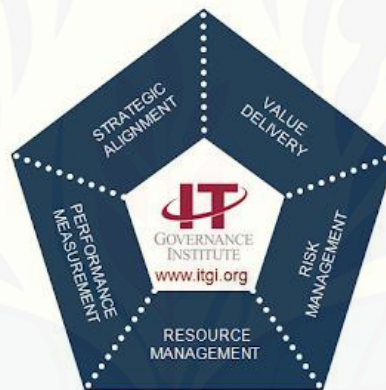 STRATEGIC
ALIGNMENT
VALUE
DELIVERY
PERFORMANCE
MEASUREMENT
IT
GOVERNANCE
INSTITUTE
www.itgi.org
RISK
MANAGEMENT
RESOURCE
MANAGEMENT